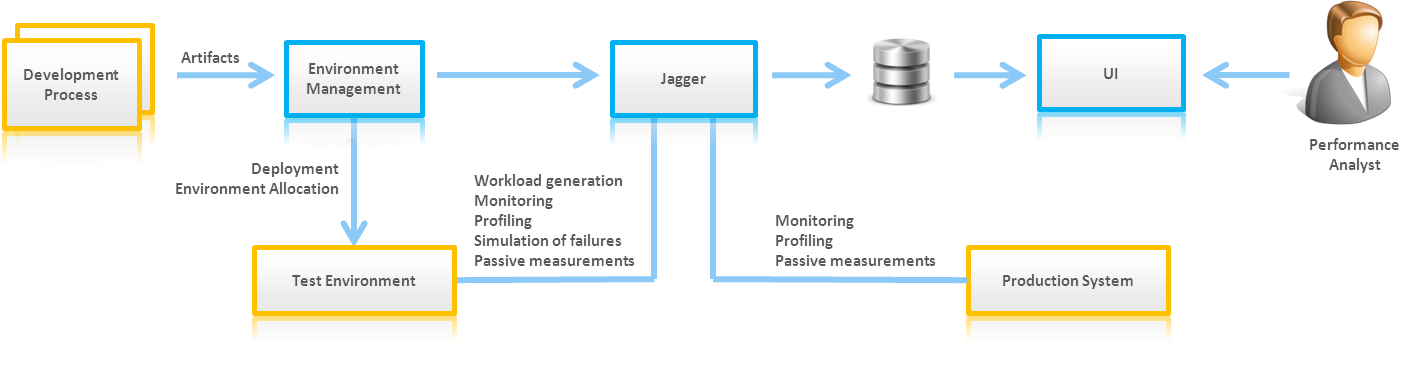 Development
Process
Artifacts
Environment
Management
Jagger
UI
Performance
Analyst
Deployment
Environment Allocation
Workload generation
Monitoring
Profiling
Simulation of failures
Passive measurements
Monitoring
Profiling
Passive measurements
Test Environment
Production System